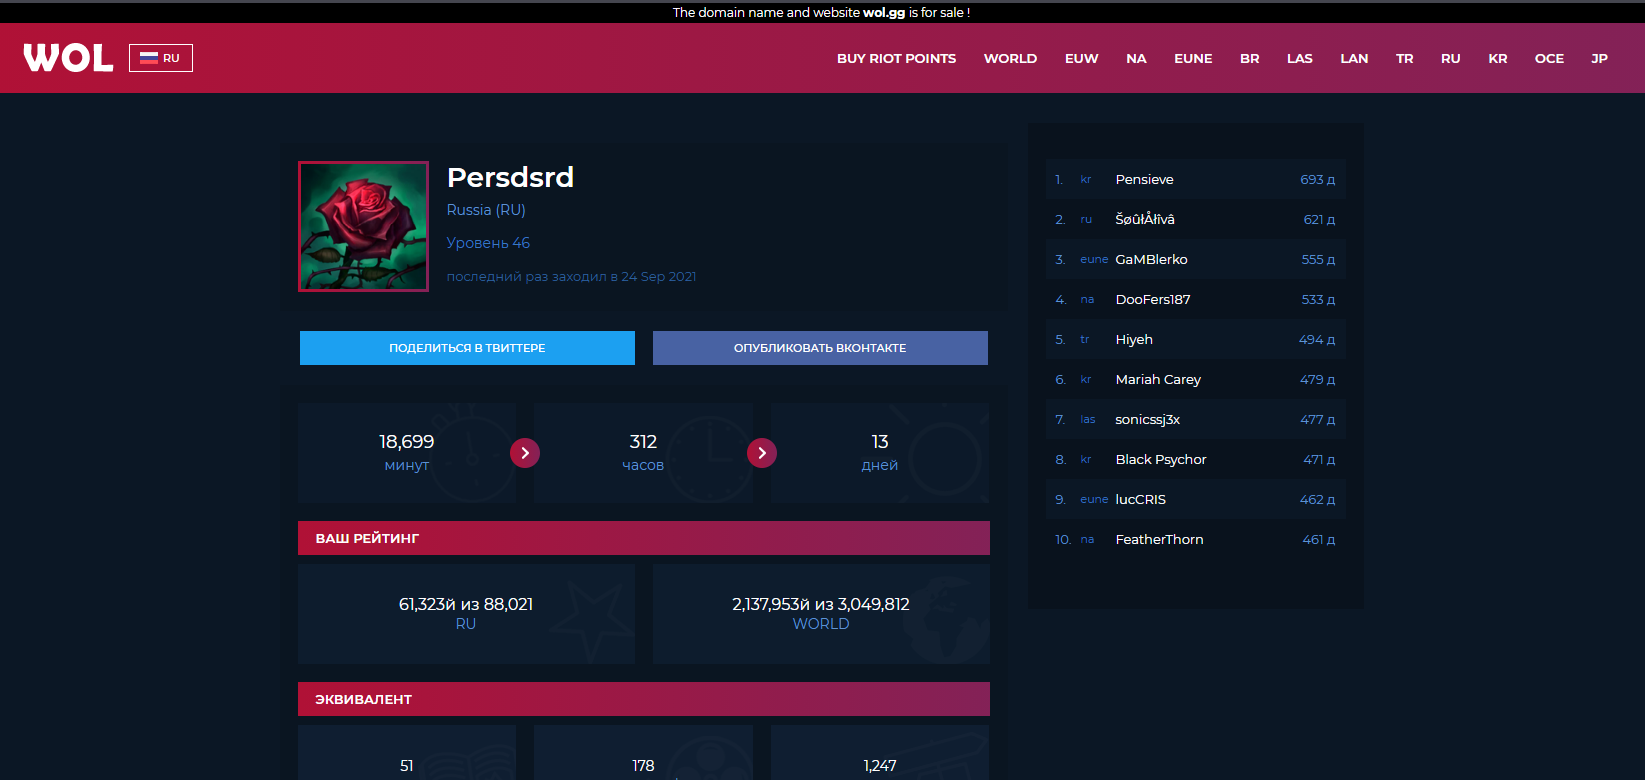 The domain name and website wol.gg is for sale !
WOL RU BUY RIOT POINTS WORLD EUW NA EUNE BR LAS LAN TR RU KR OCE JP
Persdsrd
Russia (RU)
Уровень 46
последний раз заходил в 24 Sep 2021
ПОДЕЛИТЬСЯ В ТВИТТЕРЕ ОПУБЛИКОВАТЬ ВКОНТАКТЕ
18,699 312 13
минут часов дней
ВАШ РЕЙТИНГ
61,323й из 88,021 2,137,953й из 3,049,812
RU WORLD
ЭКВИВАЛЕНТ
51 178 1,247
1. kr Pensieve 693 д
2. ru ŠøûłÅłîvâ 621 д
3. eune GaMBlerko 555 д
4. na DooFers187 533 д
5. tr Hiyeh 494 д
6. kr Mariah Carey 479 д
7. las sonicssj3x 477 д
8. kr Black Psychor 471 д
9. eune lucCRIS 462 д
10. na FeatherThorn 461 д